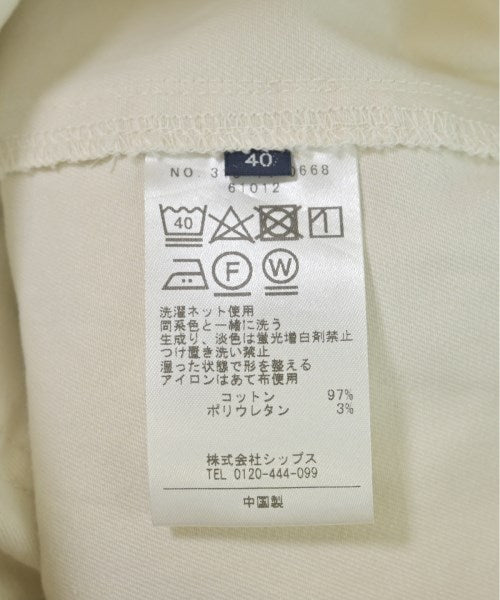 40
NO. 3 0668
61012
40
F W
洗濯ネット使用
同系色と一緒に洗う
生成り、淡色は蛍光増白剤禁止
つけ置き洗い禁止
湿った状態で形を整える
アイロンはあて布使用
コットン 97%
ポリウレタン 3%
株式会社シップス
TEL 0120-444-099
中国製